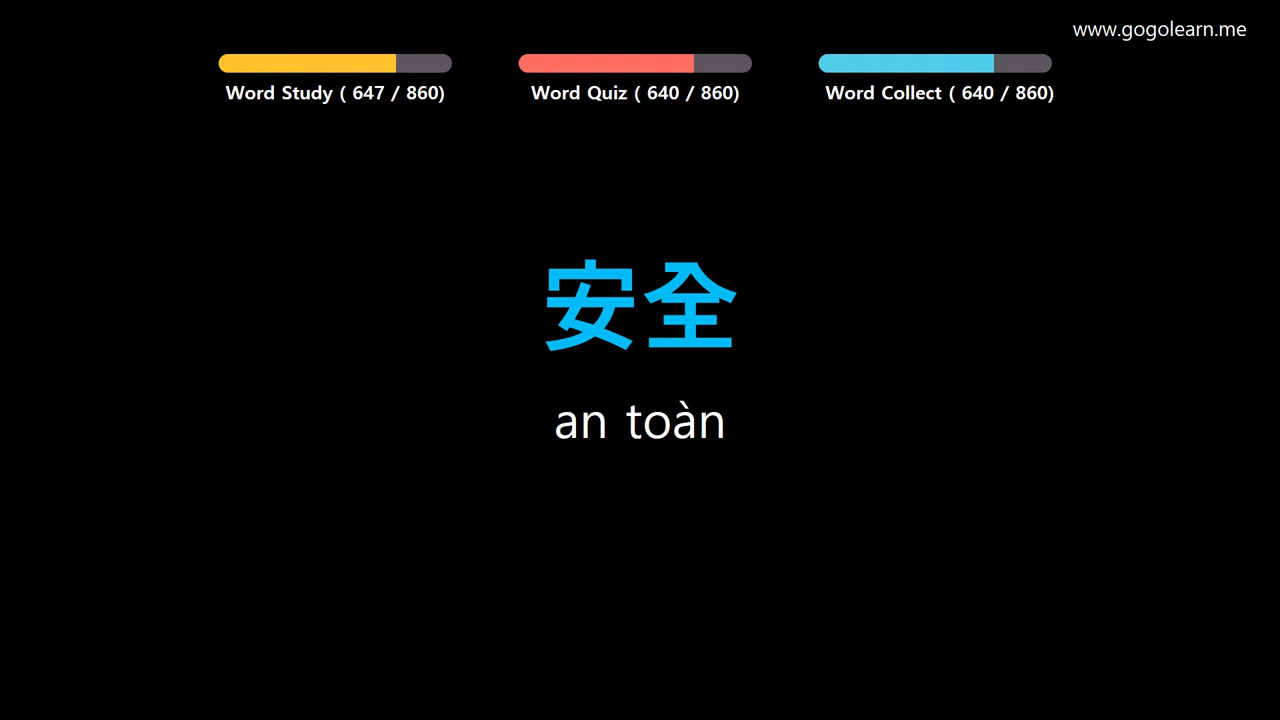 www.gogolearn.me
Word Study ( 647 / 860)
Word Quiz ( 640 / 860)
Word Collect ( 640 / 860)
安全
an toàn